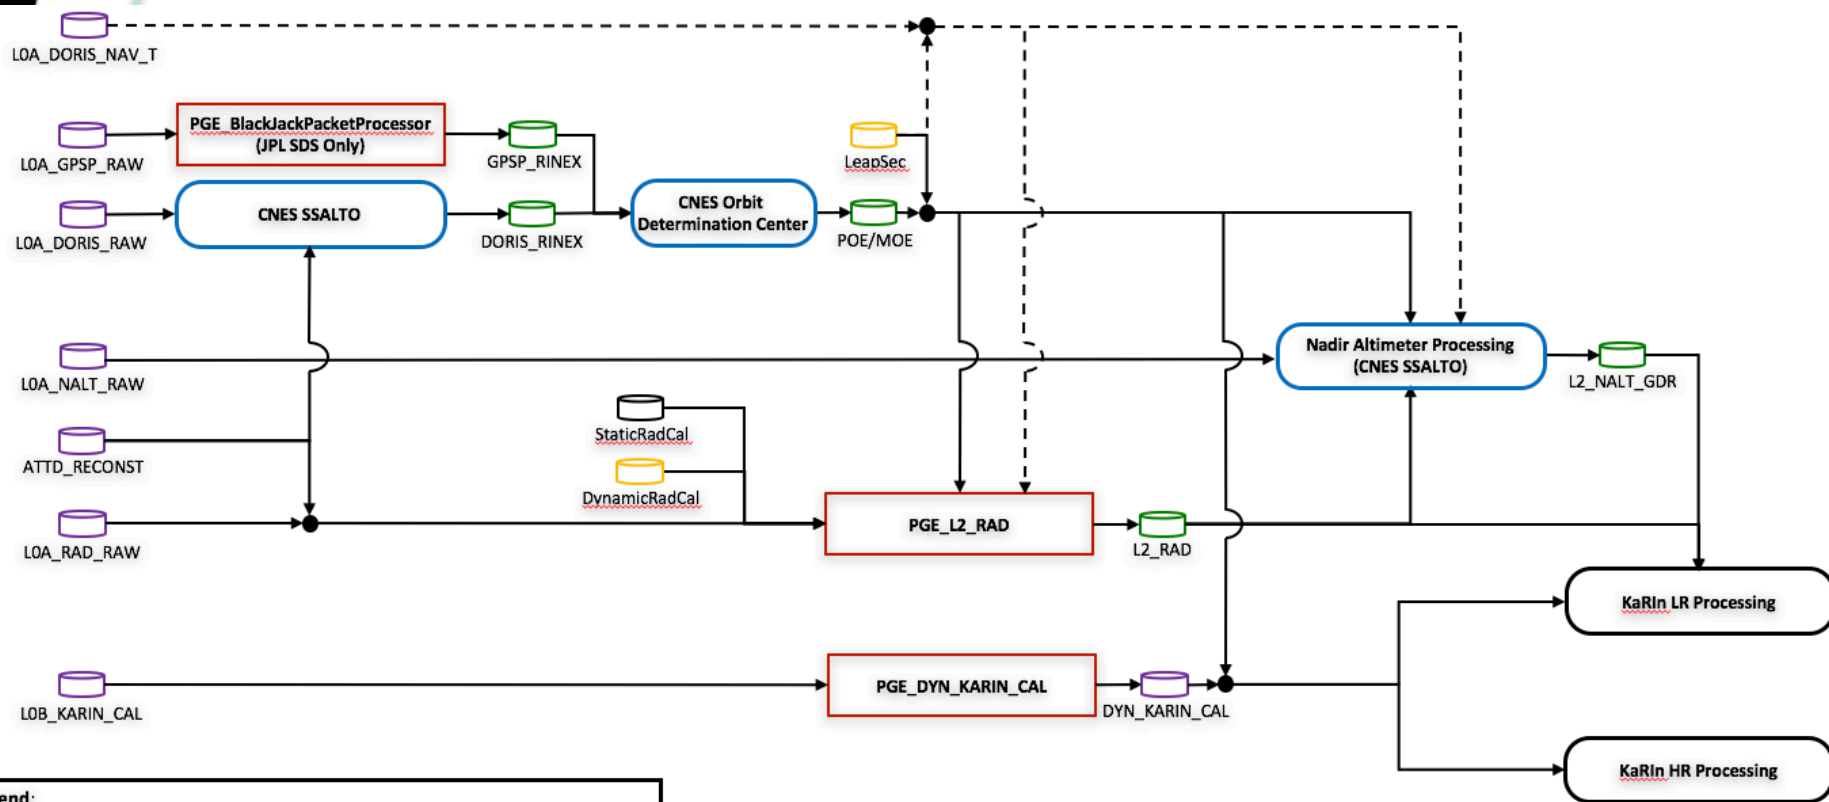 L0A_DORIS_NAV_T
PGE_BlackJackPacketProcessor
(JPL SDS Only)
L0A_GPSP_RAW
GPSP_RINEX
LeapSec
CNES SSALTO
CNES Orbit
Determination Center
L0A_DORIS_RAW
DORIS_RINEX
POE/MOE
Nadir Altimeter Processing
(CNES SSALTO)
L0A_NALT_RAW
L2_NALT_GDR
StaticRadCal
ATTD_RECONST
DynamicRadCal
PGE_L2_RAD
L0A_RAD_RAW
L2_RAD
KaRIn LR Processing
PGE_DYN_KARIN_CAL
L0B_KARIN_CAL
DYN_KARIN_CAL
KaRIn HR Processing
end: